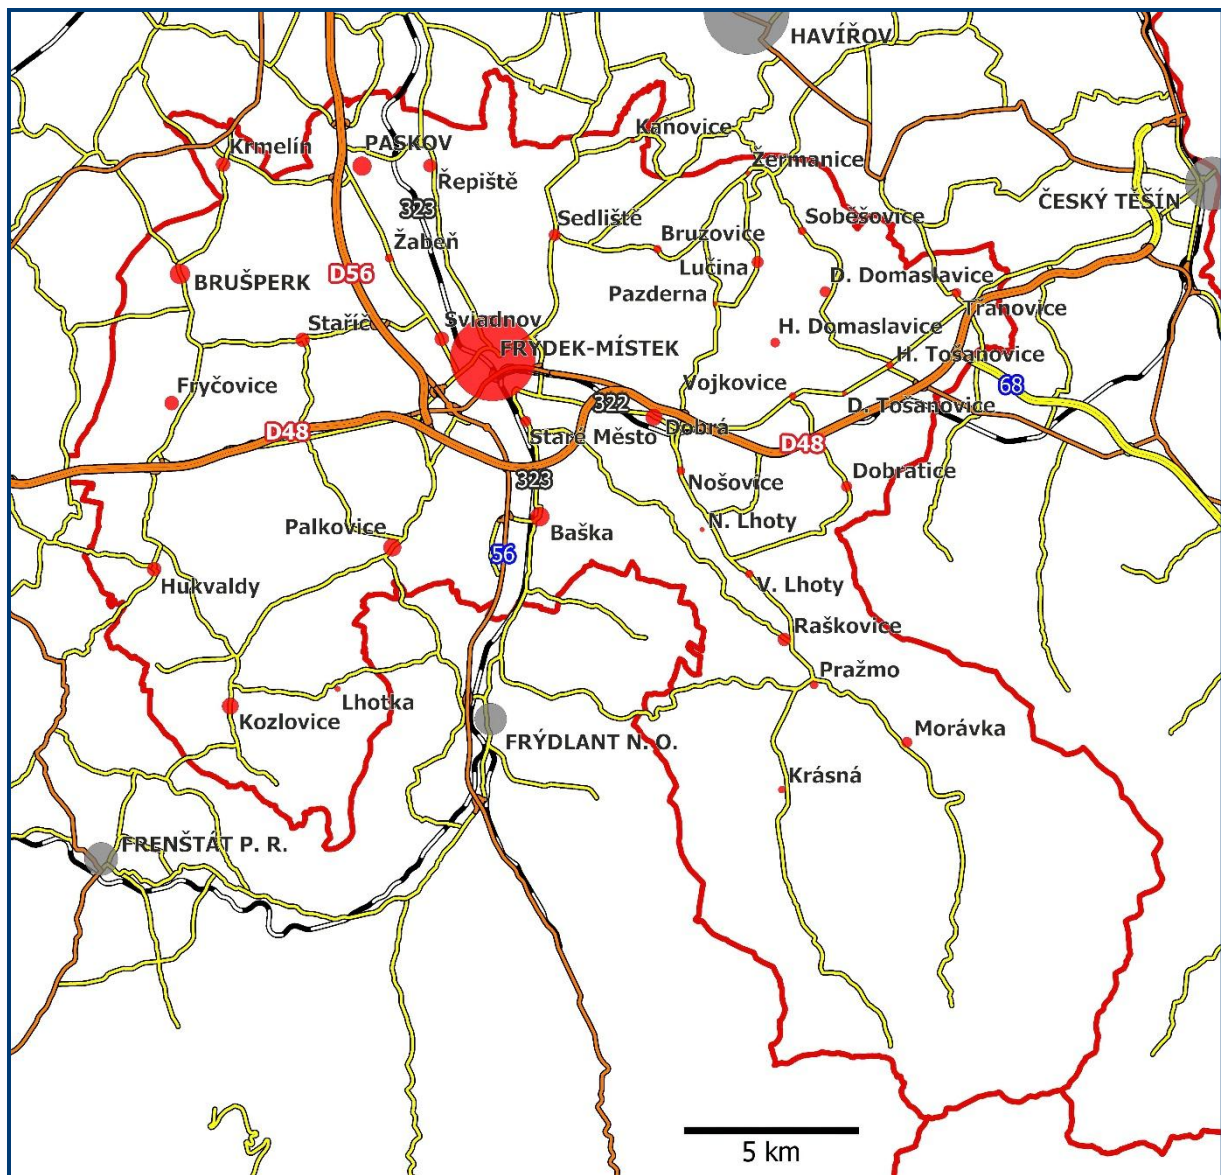 HAVÍŘOV
Kaňovice
Krmelín
PASKOV
Žermanice
Řepiště
ČESKÝ TĚŠÍN
323
Sedliště
Soběšovice
Žabeň
Bruzovice
Lučina
D56
BRUŠPERK
D. Domaslavice
Pazderna
Třanovice
Staříč
Sviadnov
H. Domaslavice
FRÝDEK-MÍSTEK
H. Tošanovice
Fryčovice
Vojkovice
68
322
D. Tošanovice
D48
Staré Město
Dobrá
D48
323
Nošovice
Dobratice
Palkovice
Baška
N. Lhoty
56
Hukvaldy
V. Lhoty
Raškovice
Pražmo
Lhotka
Kozlovice
Morávka
FRÝDLANT N. O.
Krásná
FRENŠTÁT P. R.
5 km